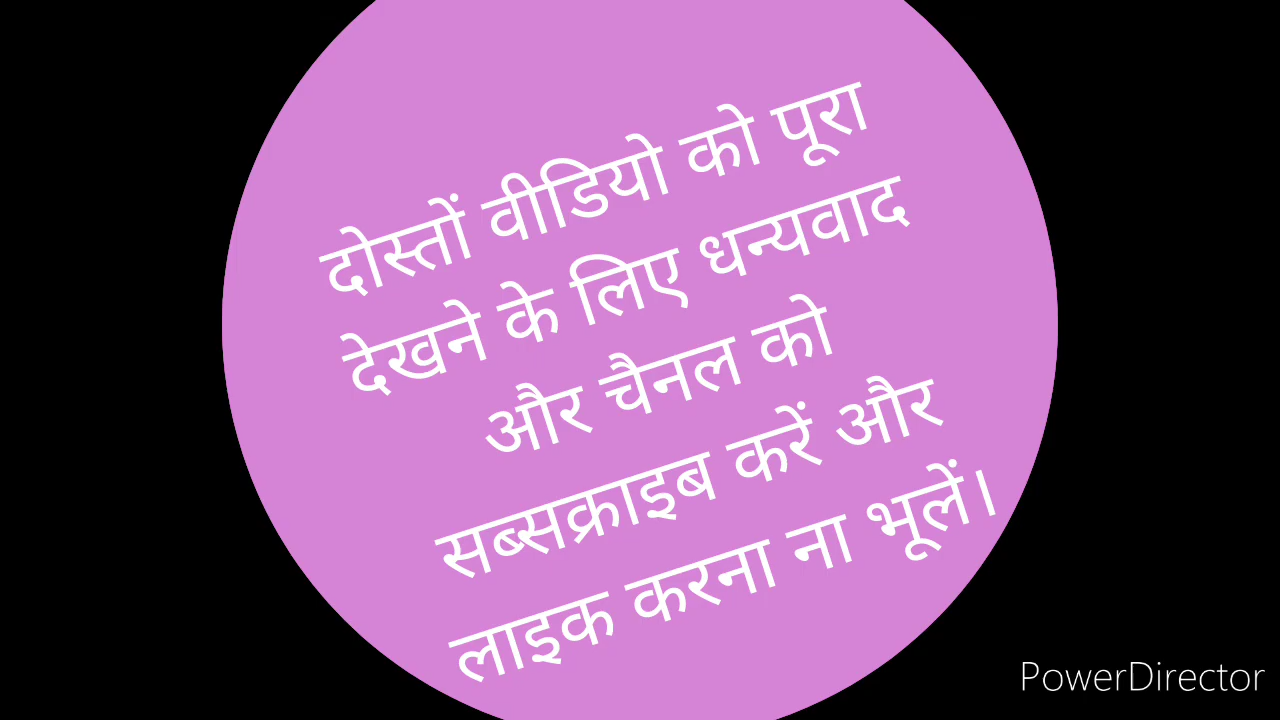 दोस्तों वीडियो को पूरा
देखने के लिए धन्यवाद
और चैनल को
सब्सक्राइब करें और
लाइक करना ना भूलें।
PowerDirector